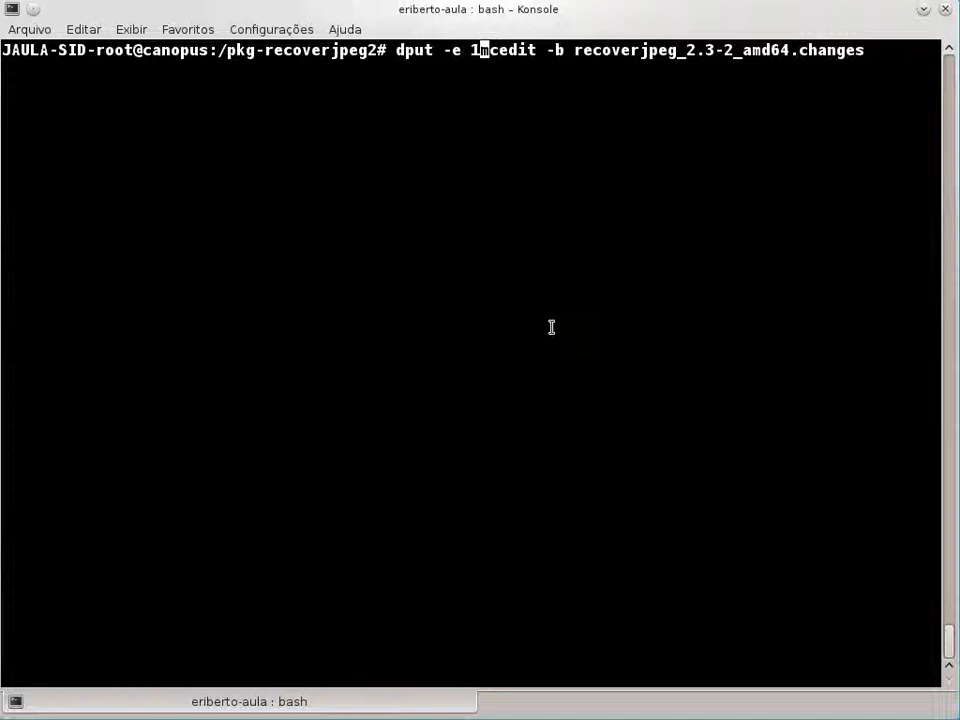 eriberto-aula : bash – Konsole
Arquivo Editar Exibir Favoritos Configurações Ajuda
JAULA-SID-root@canopus:/pkg-recoverjpeg2# dput -e 1mcedit -b recoverjpeg_2.3-2_amd64.changes
eriberto-aula : bash